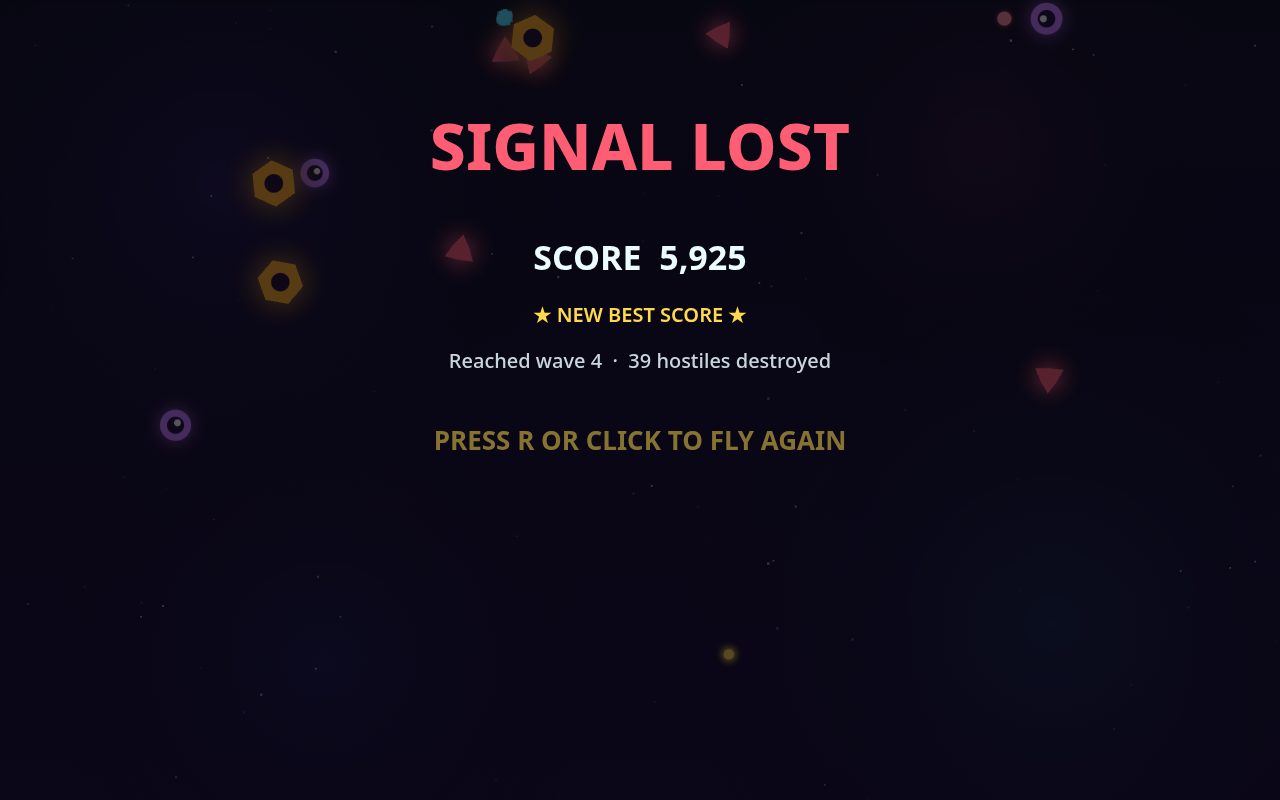 SIGNAL LOST
SCORE 5,925
★ NEW BEST SCORE ★
Reached wave 4 · 39 hostiles destroyed
PRESS R OR CLICK TO FLY AGAIN